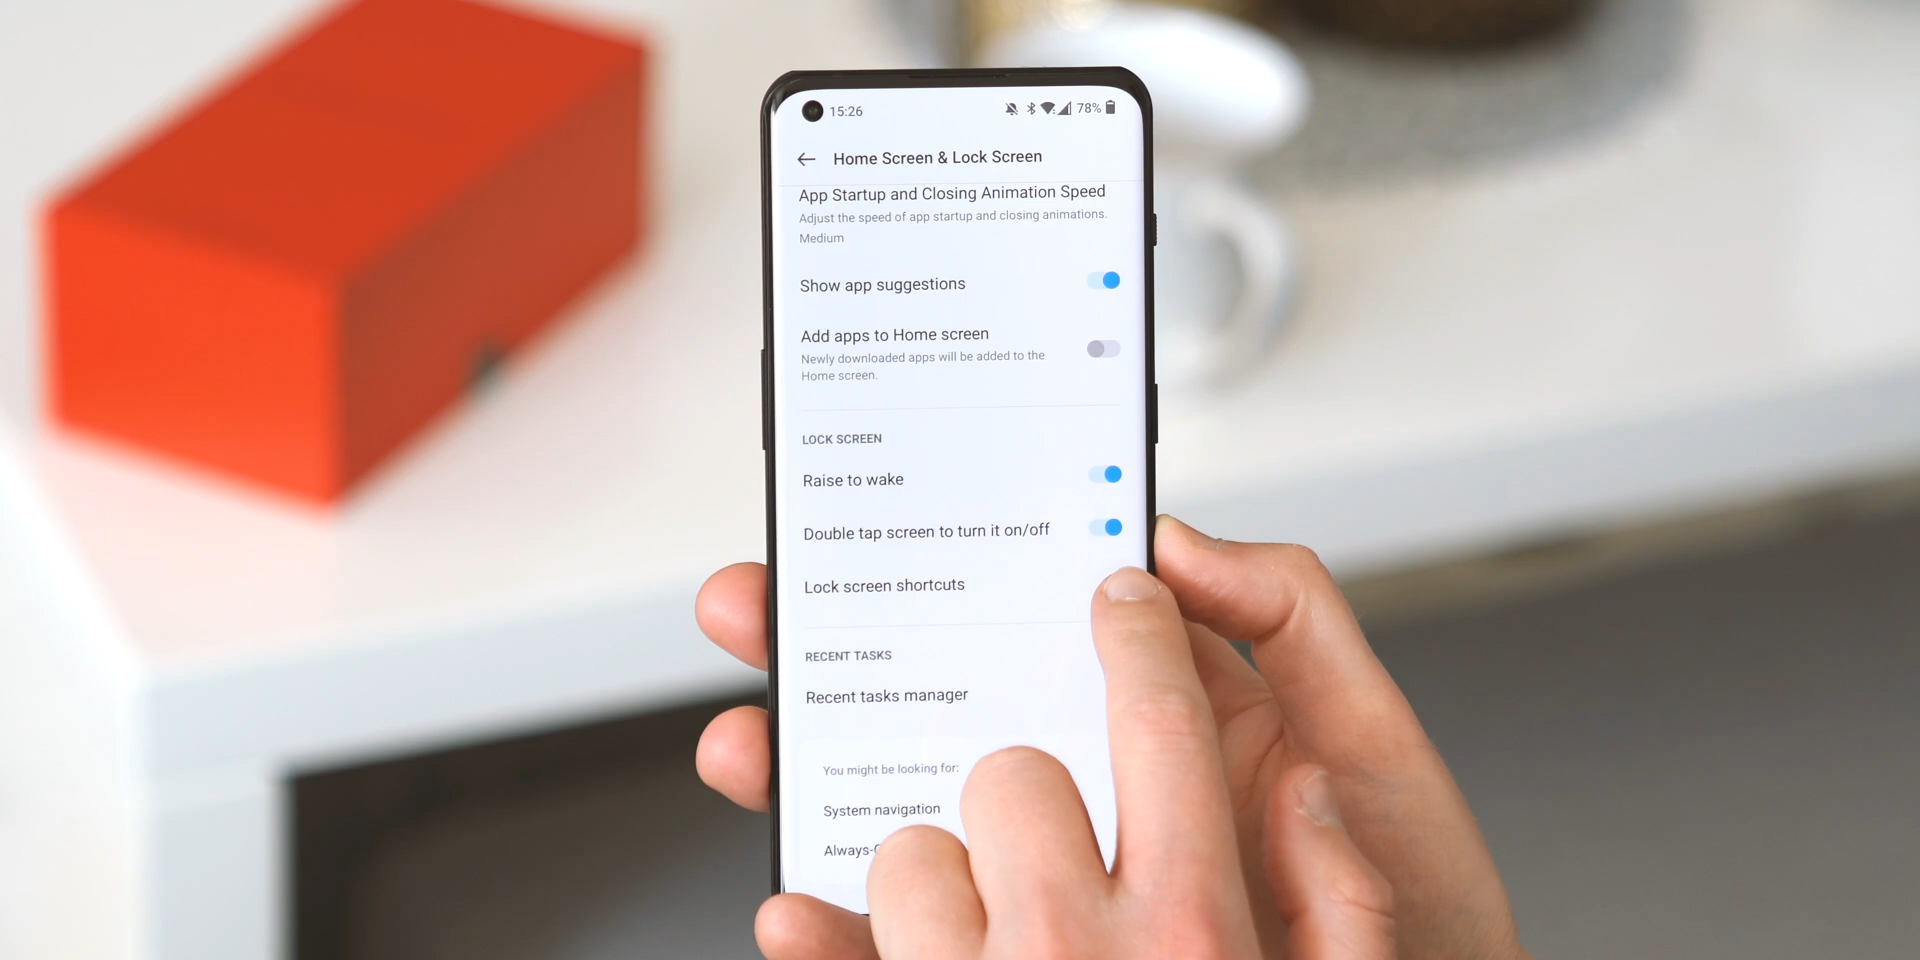 15:26
78%
Home Screen & Lock Screen
App Startup and Closing Animation Speed
Adjust the speed of app startup and closing animations.
Medium
Show app suggestions
Add apps to Home screen
Newly downloaded apps will be added to the
Home screen.
LOCK SCREEN
Raise to wake
Double tap screen to turn it on/off
Lock screen shortcuts
RECENT TASKS
Recent tasks manager
You might be looking for:
System navigation